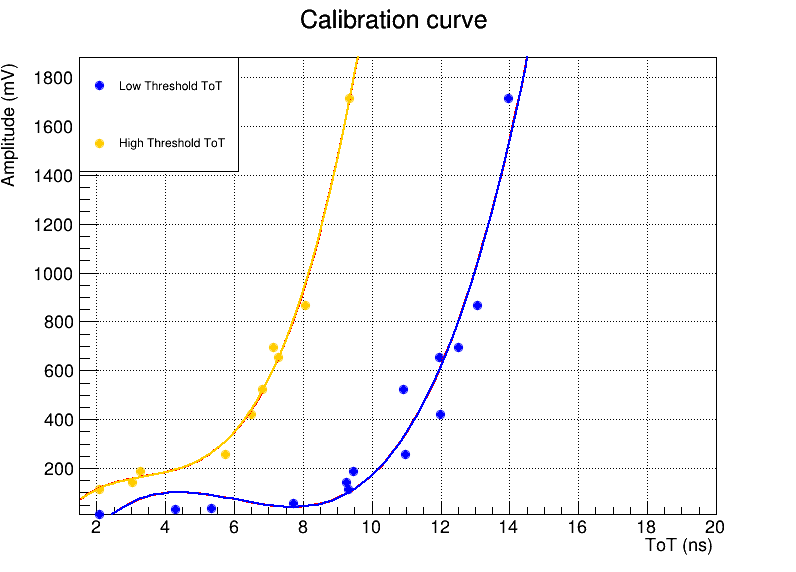 Calibration curve
Amplitude (mV)
Low Threshold ToT
High Threshold ToT
1800
1600
1400
1200
1000
800
600
400
200
2 4 6 8 10 12 14 16 18 20
ToT (ns)